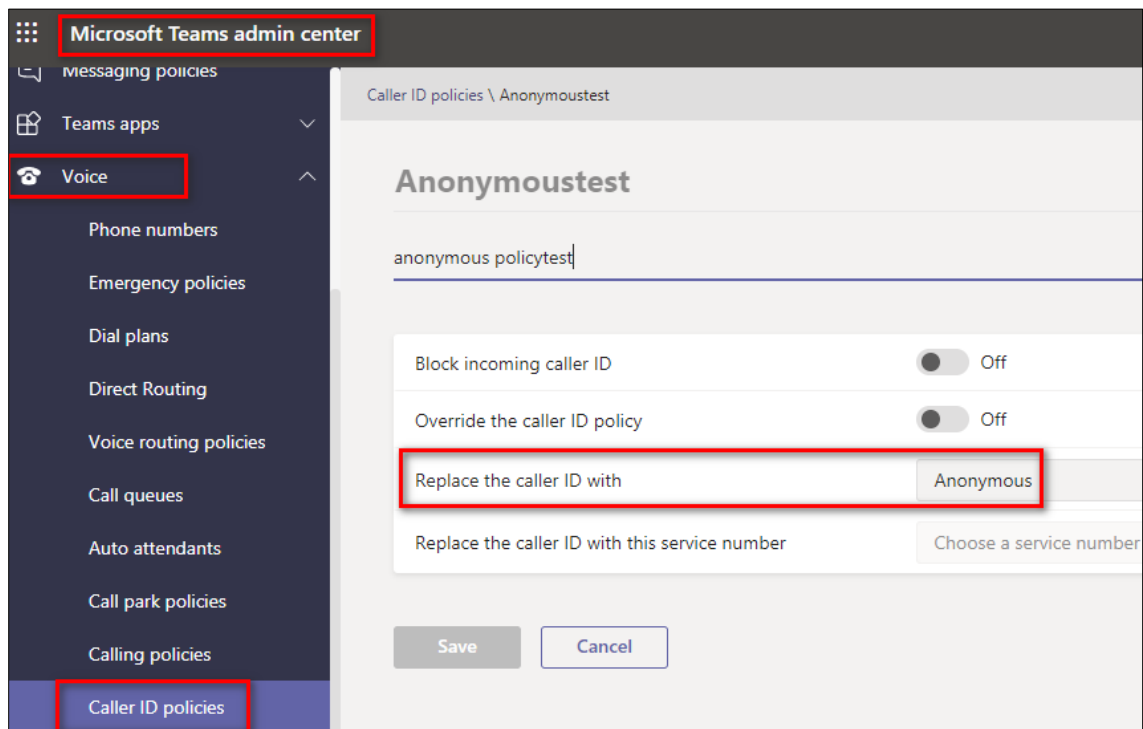 Microsoft Teams admin center
Messaging policies
Teams apps
Voice
Phone numbers
Emergency policies
Dial plans
Direct Routing
Voice routing policies
Call queues
Auto attendants
Call park policies
Calling policies
Caller ID policies
Caller ID policies \ Anonymoustest
Anonymoustest
anonymous policytest
Block incoming caller ID Off
Override the caller ID policy Off
Replace the caller ID with Anonymous
Replace the caller ID with this service number Choose a service number
Save Cancel